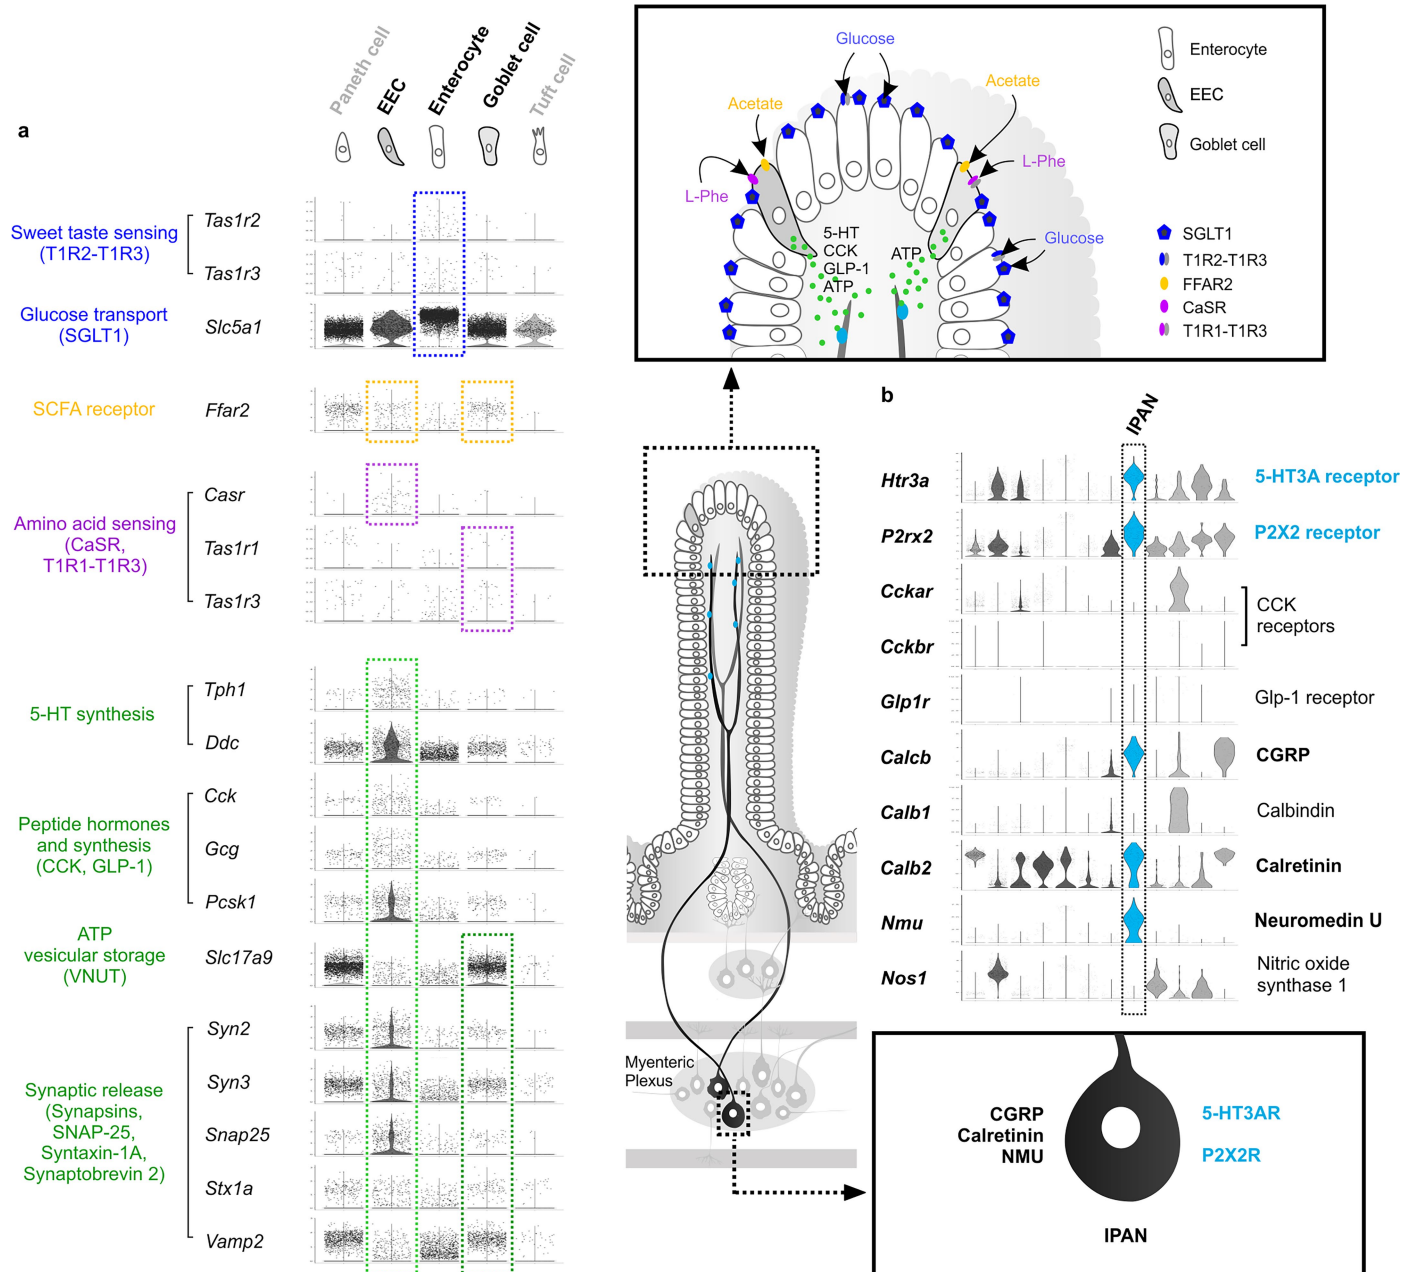 a
Paneth cell
EEC
Enterocyte
Goblet cell
Tuft cell
Sweet taste sensing
(T1R2-T1R3)
Tas1r2
Tas1r3
Glucose transport
(SGLT1)
Slc5a1
SCFA receptor
Ffar2
Amino acid sensing
(CaSR,
T1R1-T1R3)
Casr
Tas1r1
Tas1r3
5-HT synthesis
Tph1
Ddc
Peptide hormones
and synthesis
(CCK, GLP-1)
Cck
Gcg
Pcsk1
ATP
vesicular storage
(VNUT)
Slc17a9
Synaptic release
(Synapsins,
SNAP-25,
Syntaxin-1A,
Synaptobrevin 2)
Syn2
Syn3
Snap25
Stx1a
Vamp2
Glucose
Acetate
Acetate
L-Phe
L-Phe
Glucose
5-HT
CCK
GLP-1
ATP
ATP
Enterocyte
EEC
Goblet cell
SGLT1
T1R2-T1R3
FFAR2
CaSR
T1R1-T1R3
Myenteric
Plexus
b
IPAN
Htr3a
5-HT3A receptor
P2rx2
P2X2 receptor
Cckar
Cckbr
CCK
receptors
Glp1r
Glp-1 receptor
Calcb
CGRP
Calb1
Calbindin
Calb2
Calretinin
Nmu
Neuromedin U
Nos1
Nitric oxide
synthase 1
CGRP
Calretinin
NMU
5-HT3AR
P2X2R
IPAN